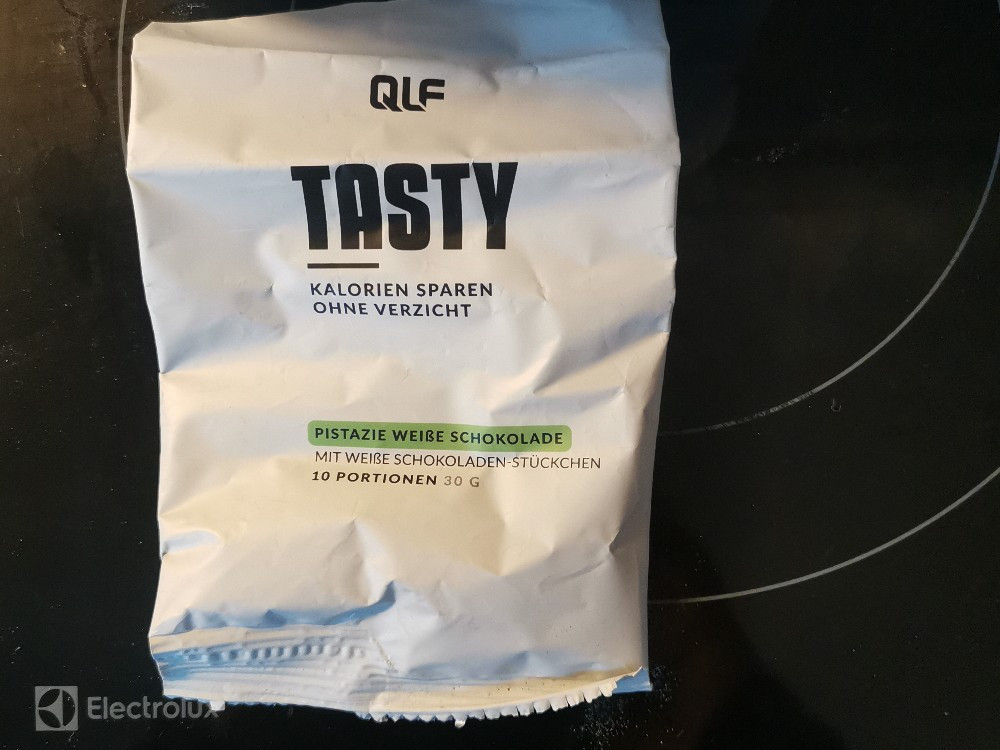 QLF
TASTY
KALORIEN SPAREN
OHNE VERZICHT
PISTAZIE WEIßE SCHOKOLADE
MIT WEIßE SCHOKOLADEN-STÜCKCHEN
10 PORTIONEN 30 G
Electrolux